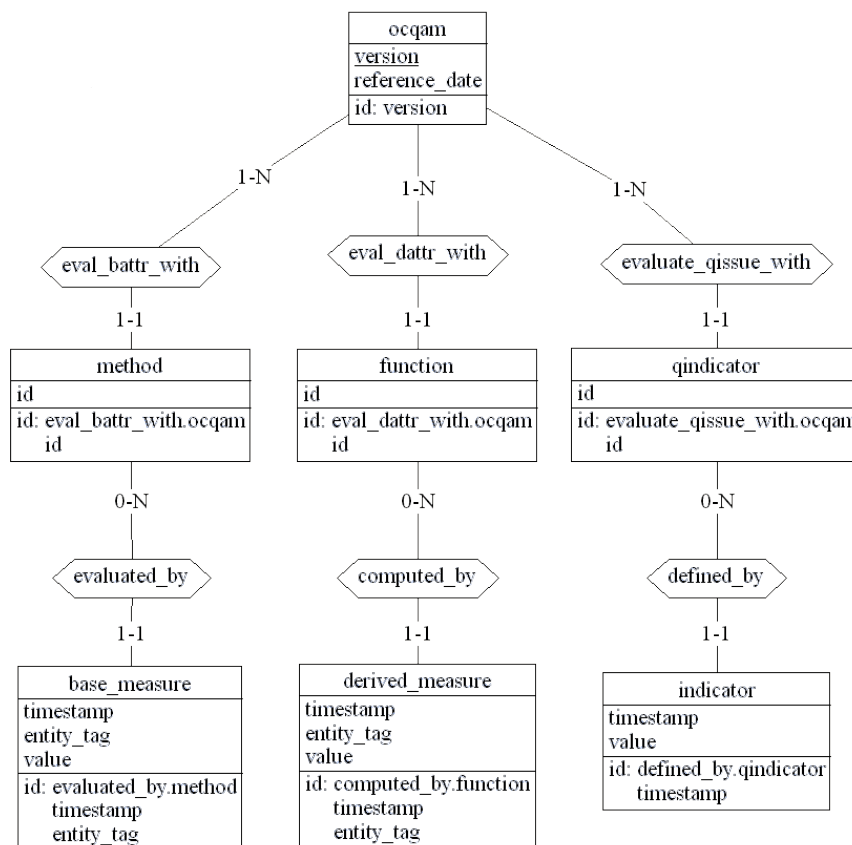 ocqam
version
reference_date
id: version
1-N
1-N
1-N
eval_battr_with
eval_dattr_with
evaluate_qissue_with
1-1
1-1
1-1
method
id
id: eval_battr_with.ocqam
id
function
id
id: eval_dattr_with.ocqam
id
qindicator
id
id: evaluate_qissue_with.ocqam
id
0-N
0-N
0-N
evaluated_by
computed_by
defined_by
1-1
1-1
1-1
base_measure
timestamp
entity_tag
value
id: evaluated_by.method
timestamp
entity_tag
derived_measure
timestamp
entity_tag
value
id: computed_by.function
timestamp
entity_tag
indicator
timestamp
value
id: defined_by.qindicator
timestamp